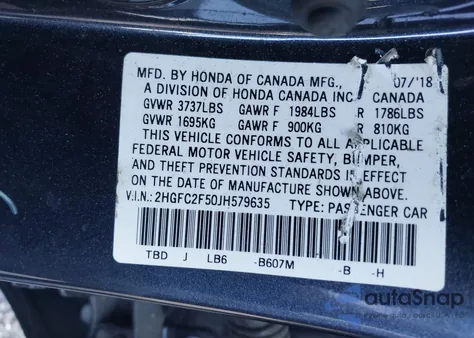 MFD. BY HONDA OF CANADA MFG., 07/'18
A DIVISION OF HONDA CANADA INC. CANADA
GVWR 3737LBS GAWR F 1984LBS R 1786LBS
GVWR 1695KG GAWR F 900KG R 810KG
THIS VEHICLE CONFORMS TO ALL APPLICABLE
FEDERAL MOTOR VEHICLE SAFETY, BUMPER,
AND THEFT PREVENTION STANDARDS IN EFFECT
ON THE DATE OF MANUFACTURE SHOWN ABOVE.
V.I.N.: 2HGFC2F50JH579635 TYPE: PASSENGER CAR
TBD J LB6 -B607M -B -H
autoSnap